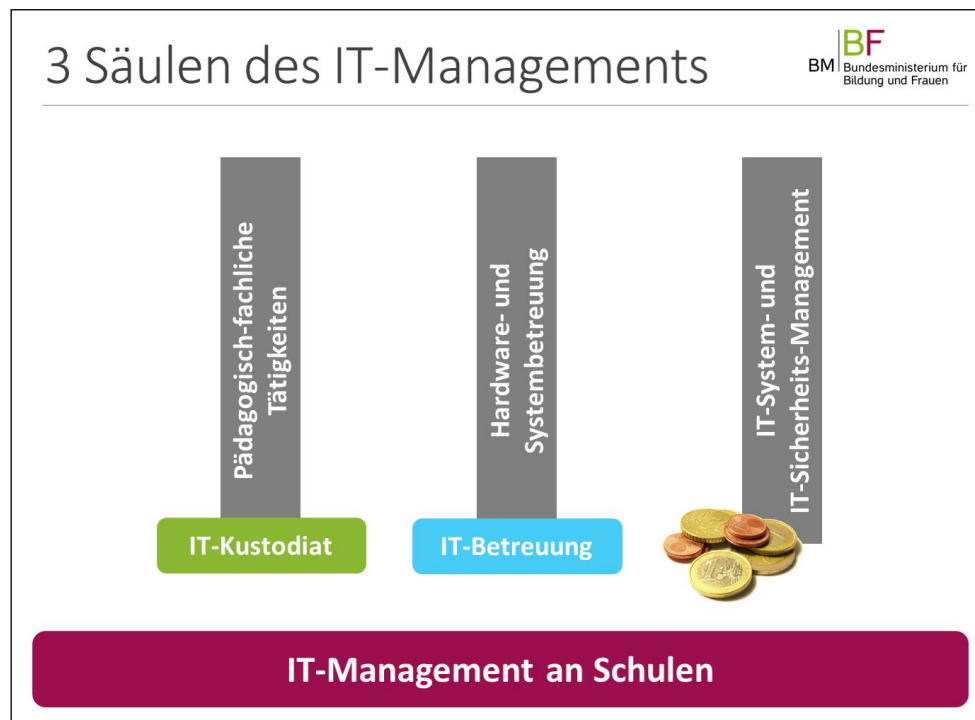 3 Säulen des IT-Managements
BF
BM Bundesministerium für
Bildung und Frauen
Pädagogisch-fachliche
Tätigkeiten
IT-Kustodiat
Hardware- und
Systembetreuung
IT-Betreuung
IT-System- und
IT-Sicherheits-Management
IT-Management an Schulen